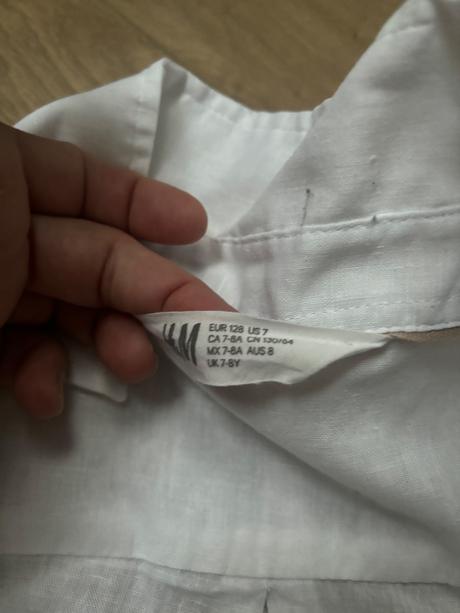 H&M
EUR 128 US 7
CA 7-8A CN 130/64
MX 7-8A AUS 8
UK 7-8Y